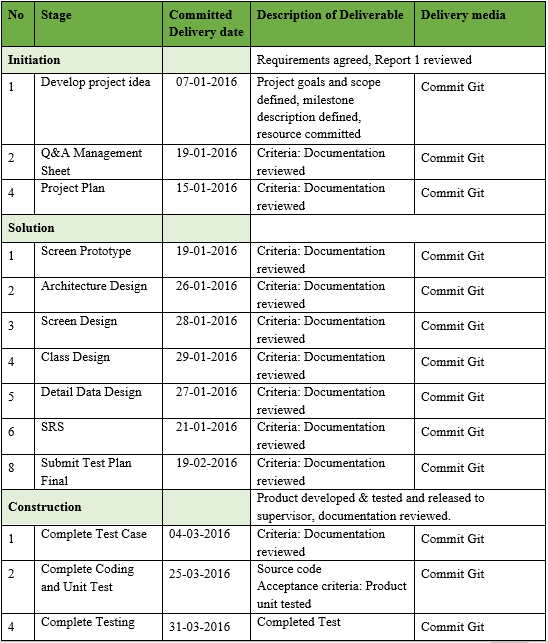 No Stage Committed Delivery date Description of Deliverable Delivery media
Initiation Requirements agreed, Report 1 reviewed
1 Develop project idea 07-01-2016 Project goals and scope defined, milestone description defined, resource committed Commit Git
2 Q&A Management Sheet 19-01-2016 Criteria: Documentation reviewed Commit Git
4 Project Plan 15-01-2016 Criteria: Documentation reviewed Commit Git
Solution
1 Screen Prototype 19-01-2016 Criteria: Documentation reviewed Commit Git
2 Architecture Design 26-01-2016 Criteria: Documentation reviewed Commit Git
3 Screen Design 28-01-2016 Criteria: Documentation reviewed Commit Git
4 Class Design 29-01-2016 Criteria: Documentation reviewed Commit Git
5 Detail Data Design 27-01-2016 Criteria: Documentation reviewed Commit Git
6 SRS 21-01-2016 Criteria: Documentation reviewed Commit Git
8 Submit Test Plan Final 19-02-2016 Criteria: Documentation reviewed Commit Git
Construction Product developed & tested and released to supervisor, documentation reviewed.
1 Complete Test Case 04-03-2016 Criteria: Documentation reviewed Commit Git
2 Complete Coding and Unit Test 25-03-2016 Source code Acceptance criteria: Product unit tested Commit Git
4 Complete Testing 31-03-2016 Completed Test Commit Git